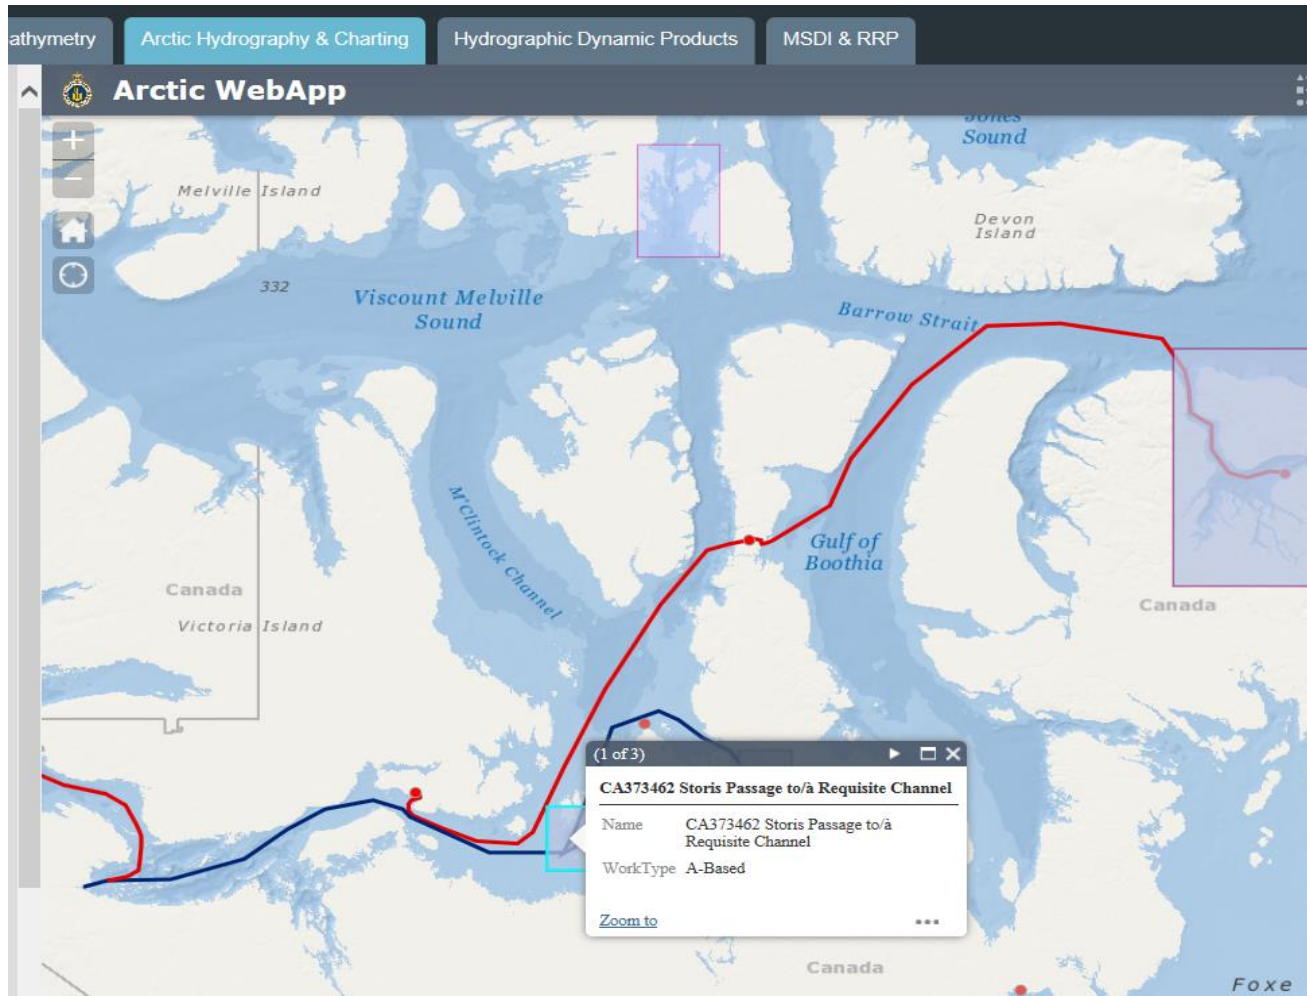 athymetry
Arctic Hydrography & Charting
Hydrographic Dynamic Products
MSDI & RRP
Arctic WebApp
Jones
Sound
Melville Island
Devon
Island
332
Viscount Melville
Sound
Barrow Strait
M'Clintock Channel
Gulf of
Boothia
Canada
Canada
Victoria Island
(1 of 3)
CA373462 Storis Passage to/à Requisite Channel
Name CA373462 Storis Passage to/à
Requisite Channel
WorkType A-Based
Zoom to
Canada
Foxe